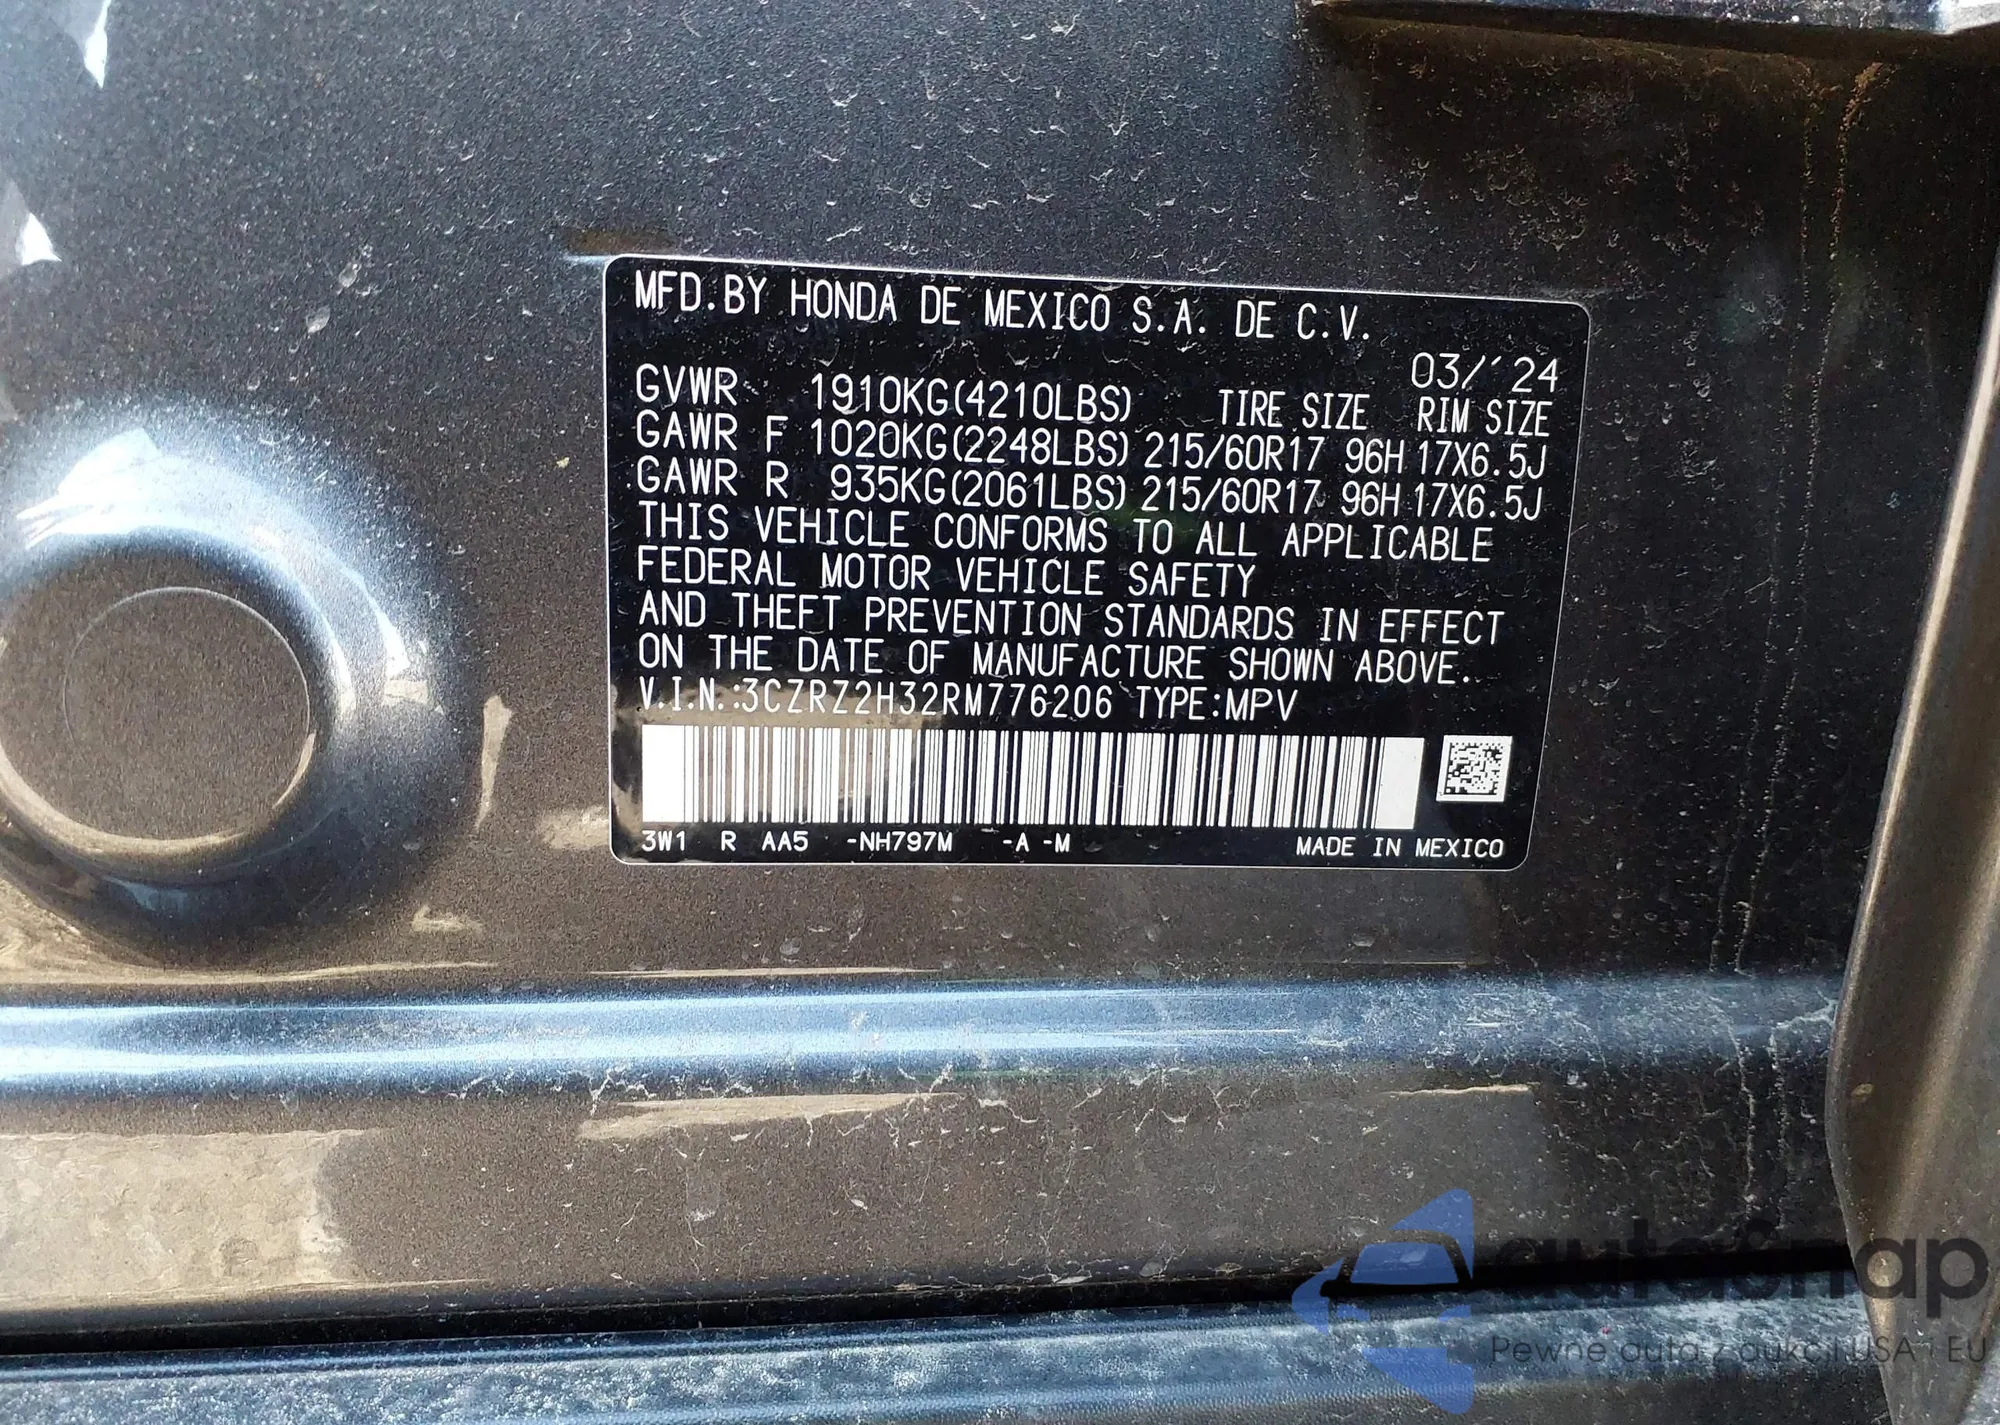 MFD.BY HONDA DE MEXICO S.A. DE C.V.
03/'24
GVWR 1910KG(4210LBS) TIRE SIZE RIM SIZE
GAWR F 1020KG(2248LBS) 215/60R17 96H 17X6.5J
GAWR R 935KG(2061LBS) 215/60R17 96H 17X6.5J
THIS VEHICLE CONFORMS TO ALL APPLICABLE
FEDERAL MOTOR VEHICLE SAFETY
AND THEFT PREVENTION STANDARDS IN EFFECT
ON THE DATE OF MANUFACTURE SHOWN ABOVE.
V.I.N.:3CZRZ2H32RM776206 TYPE:MPV
3W1 R AA5 -NH797M -A -M MADE IN MEXICO
autosnap
Pewne auta z aukcji USA i EU